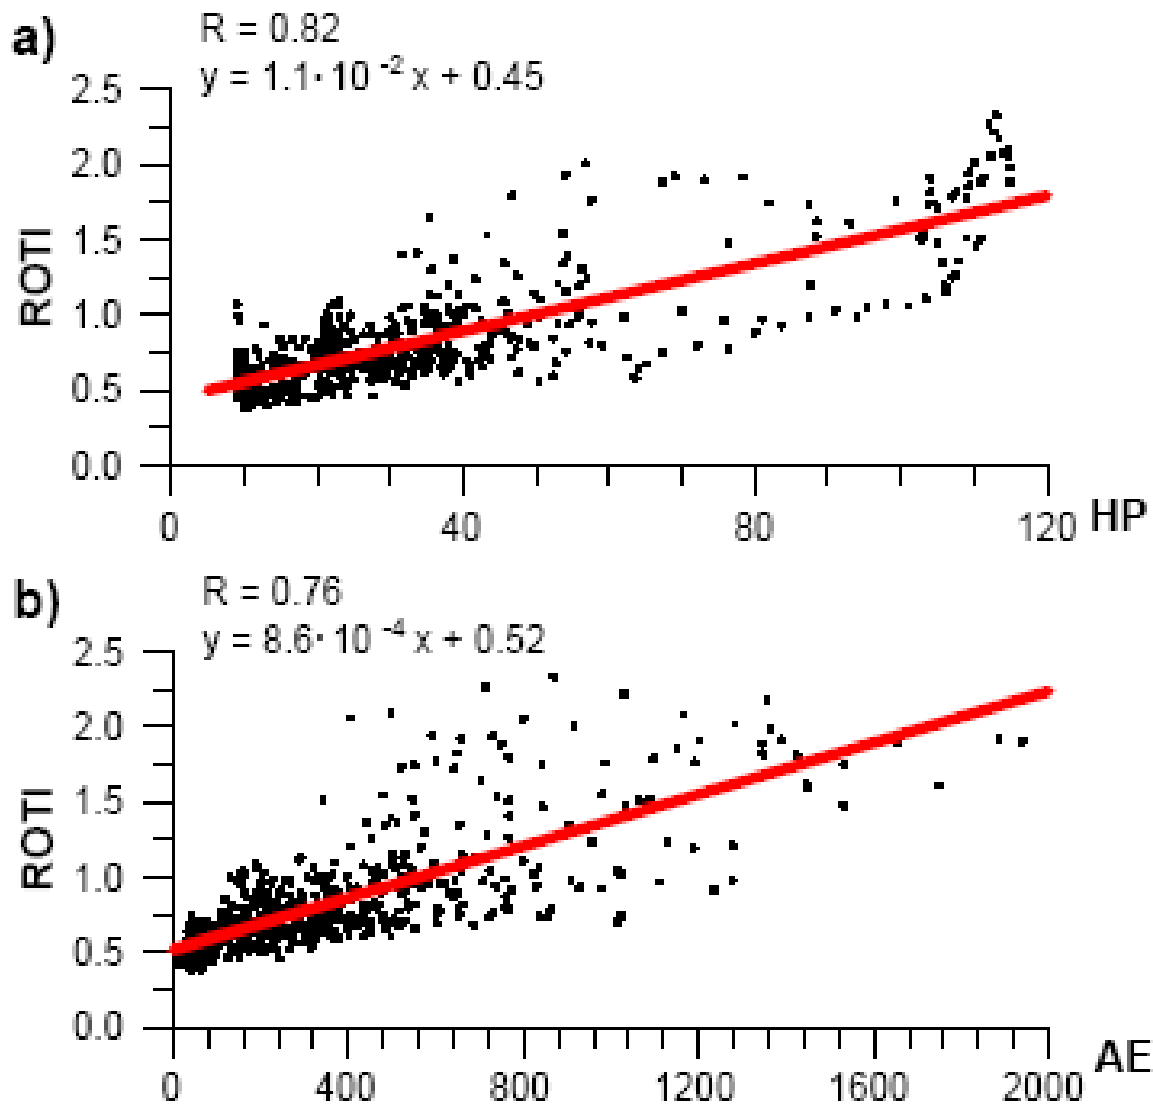 a)
R = 0.82
y = 1.1·10 -2 x + 0.45
2.5
2.0
1.5
1.0
0.5
0.0
ROTI
0 40 80 120 HP
b)
R = 0.76
y = 8.6·10 -4 x + 0.52
2.5
2.0
1.5
1.0
0.5
0.0
ROTI
0 400 800 1200 1600 2000 AE